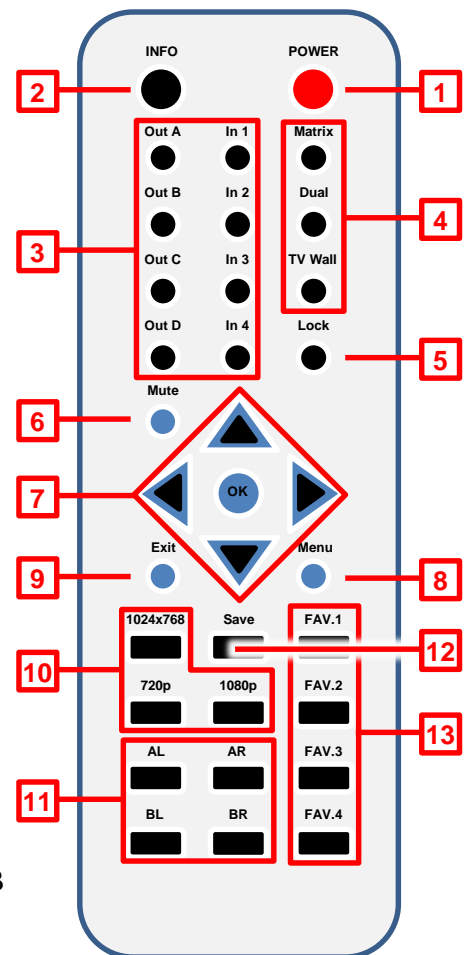 INFO POWER
2 1
Out A In 1 Matrix
Out B In 2 Dual
3 4
Out C In 3 TV Wall
Out D In 4 Lock
5
Mute
6
7 OK
Exit Menu
9 8
1024x768 Save FAV.1
10 12
720p 1080p FAV.2
13
AL AR FAV.3
11
BL BR FAV.4